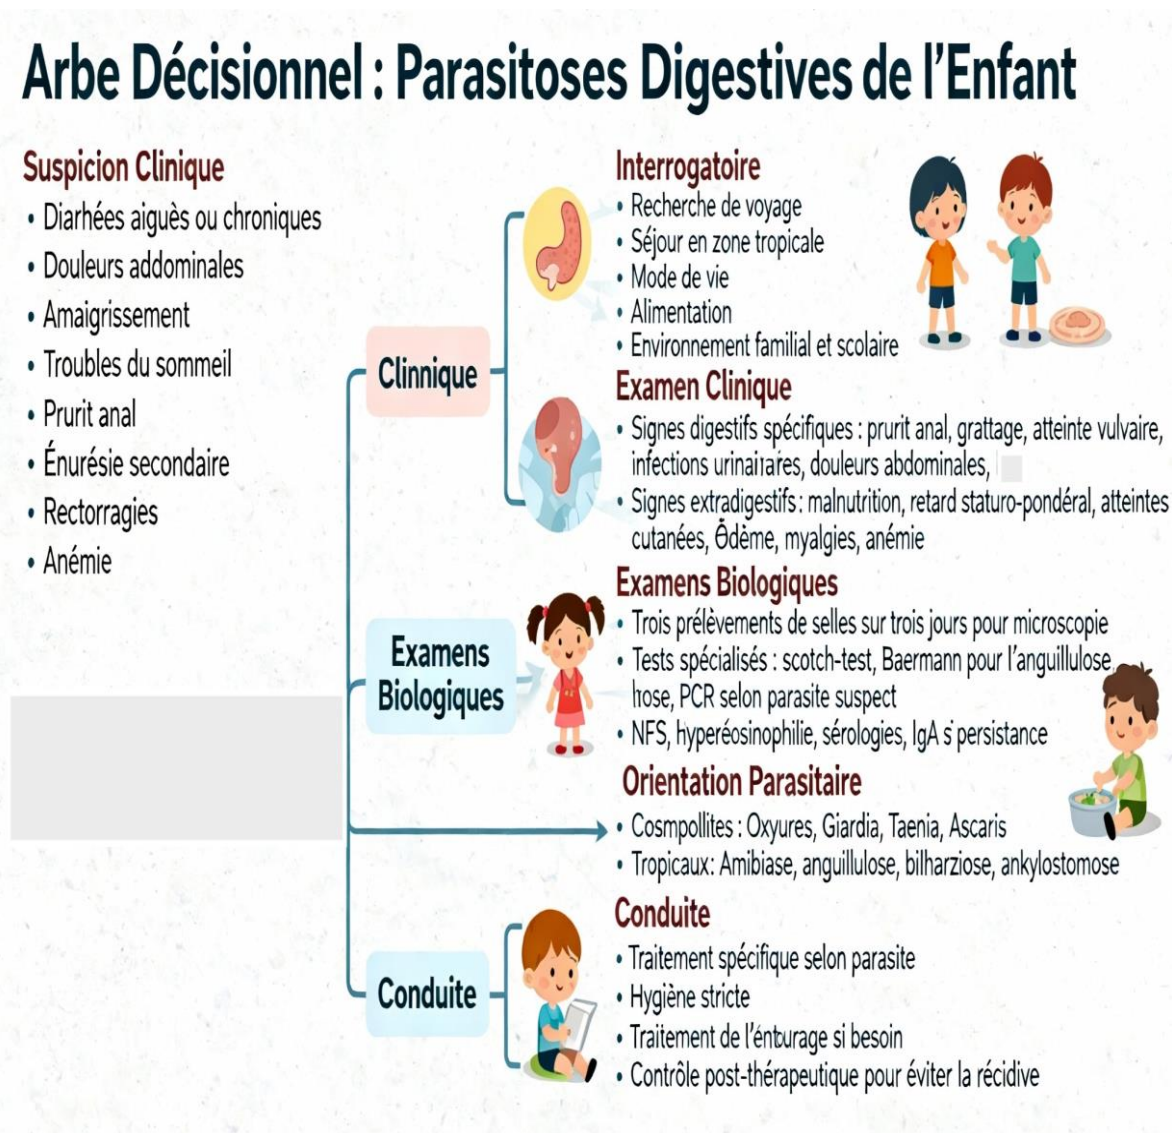 Arbe Décisionnel : Parasitoses Digestives de l'Enfant
Suspicion Clinique
• Diarhées aiguès ou chroniques
• Douleurs addominales
• Amaigrissement
• Troubles du sommeil
• Prurit anal
• Énurésie secondaire
• Rectorragies
• Anémie
Clinnique
Examens
Biologiques
Conduite
Interrogatoire
• Recherche de voyage
• Séjour en zone tropicale
• Mode de vie
• Alimentation
• Environnement familial et scolaire
Examen Clinique
• Signes digestifs spécifiques : prurit anal, grattage, atteinte vulvaire,
infections douleurs abdominales,
• Signes extradigestifs : malnutrition, retard staturo-pondéral, atteintes
cutanées, Ôdème, myalgies, anémie
Examens Biologiques
• Trois prélèvements de selles sur trois jours pour microscopie
• Tests spécialisés : scotch-test, Baermann pour l'anguillulose,
PCR selon parasite suspect
• NFS, hyperéosinophilie, sérologies, IgA si persistance
Orientation Parasitaire
• Cosmpollites : Oxyures, Giardia, Taenia, Ascaris
• Tropicaux: Amibiase, anguillulose, bilharziose, ankylostomose
Conduite
• Traitement spécifique selon parasite
• Hygiène stricte
• Traitement de l'énturage si besoin
• Contrôle post-thérapeutique pour éviter la récidive